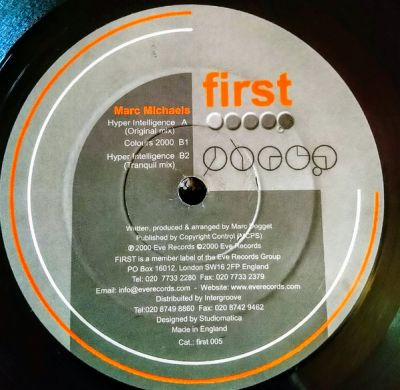 first
Marc Michaels
Hyper Intelligence A
(Original mix)
Colours 2000 B1
Hyper Intelligence B2
(Tranquil mix)
Written, produced & arranged by Marc Dogget
Published by Copyright Control (MCPS)
℗ 2000 Eve Records ©2000 Eve Records
FIRST is a member label of the Eve Records Group
PO Box 16012, London SW16 2FP England
Tel: 020 7733 2280 Fax: 020 7733 2379
Email: info@everecords.com - Website: www.everecords.com
Distribuited by Intergroove
Tel:020 8749 8860 Fax: 020 8742 9462
Designed by Studiomatica
Made in England
Cat.: first 005